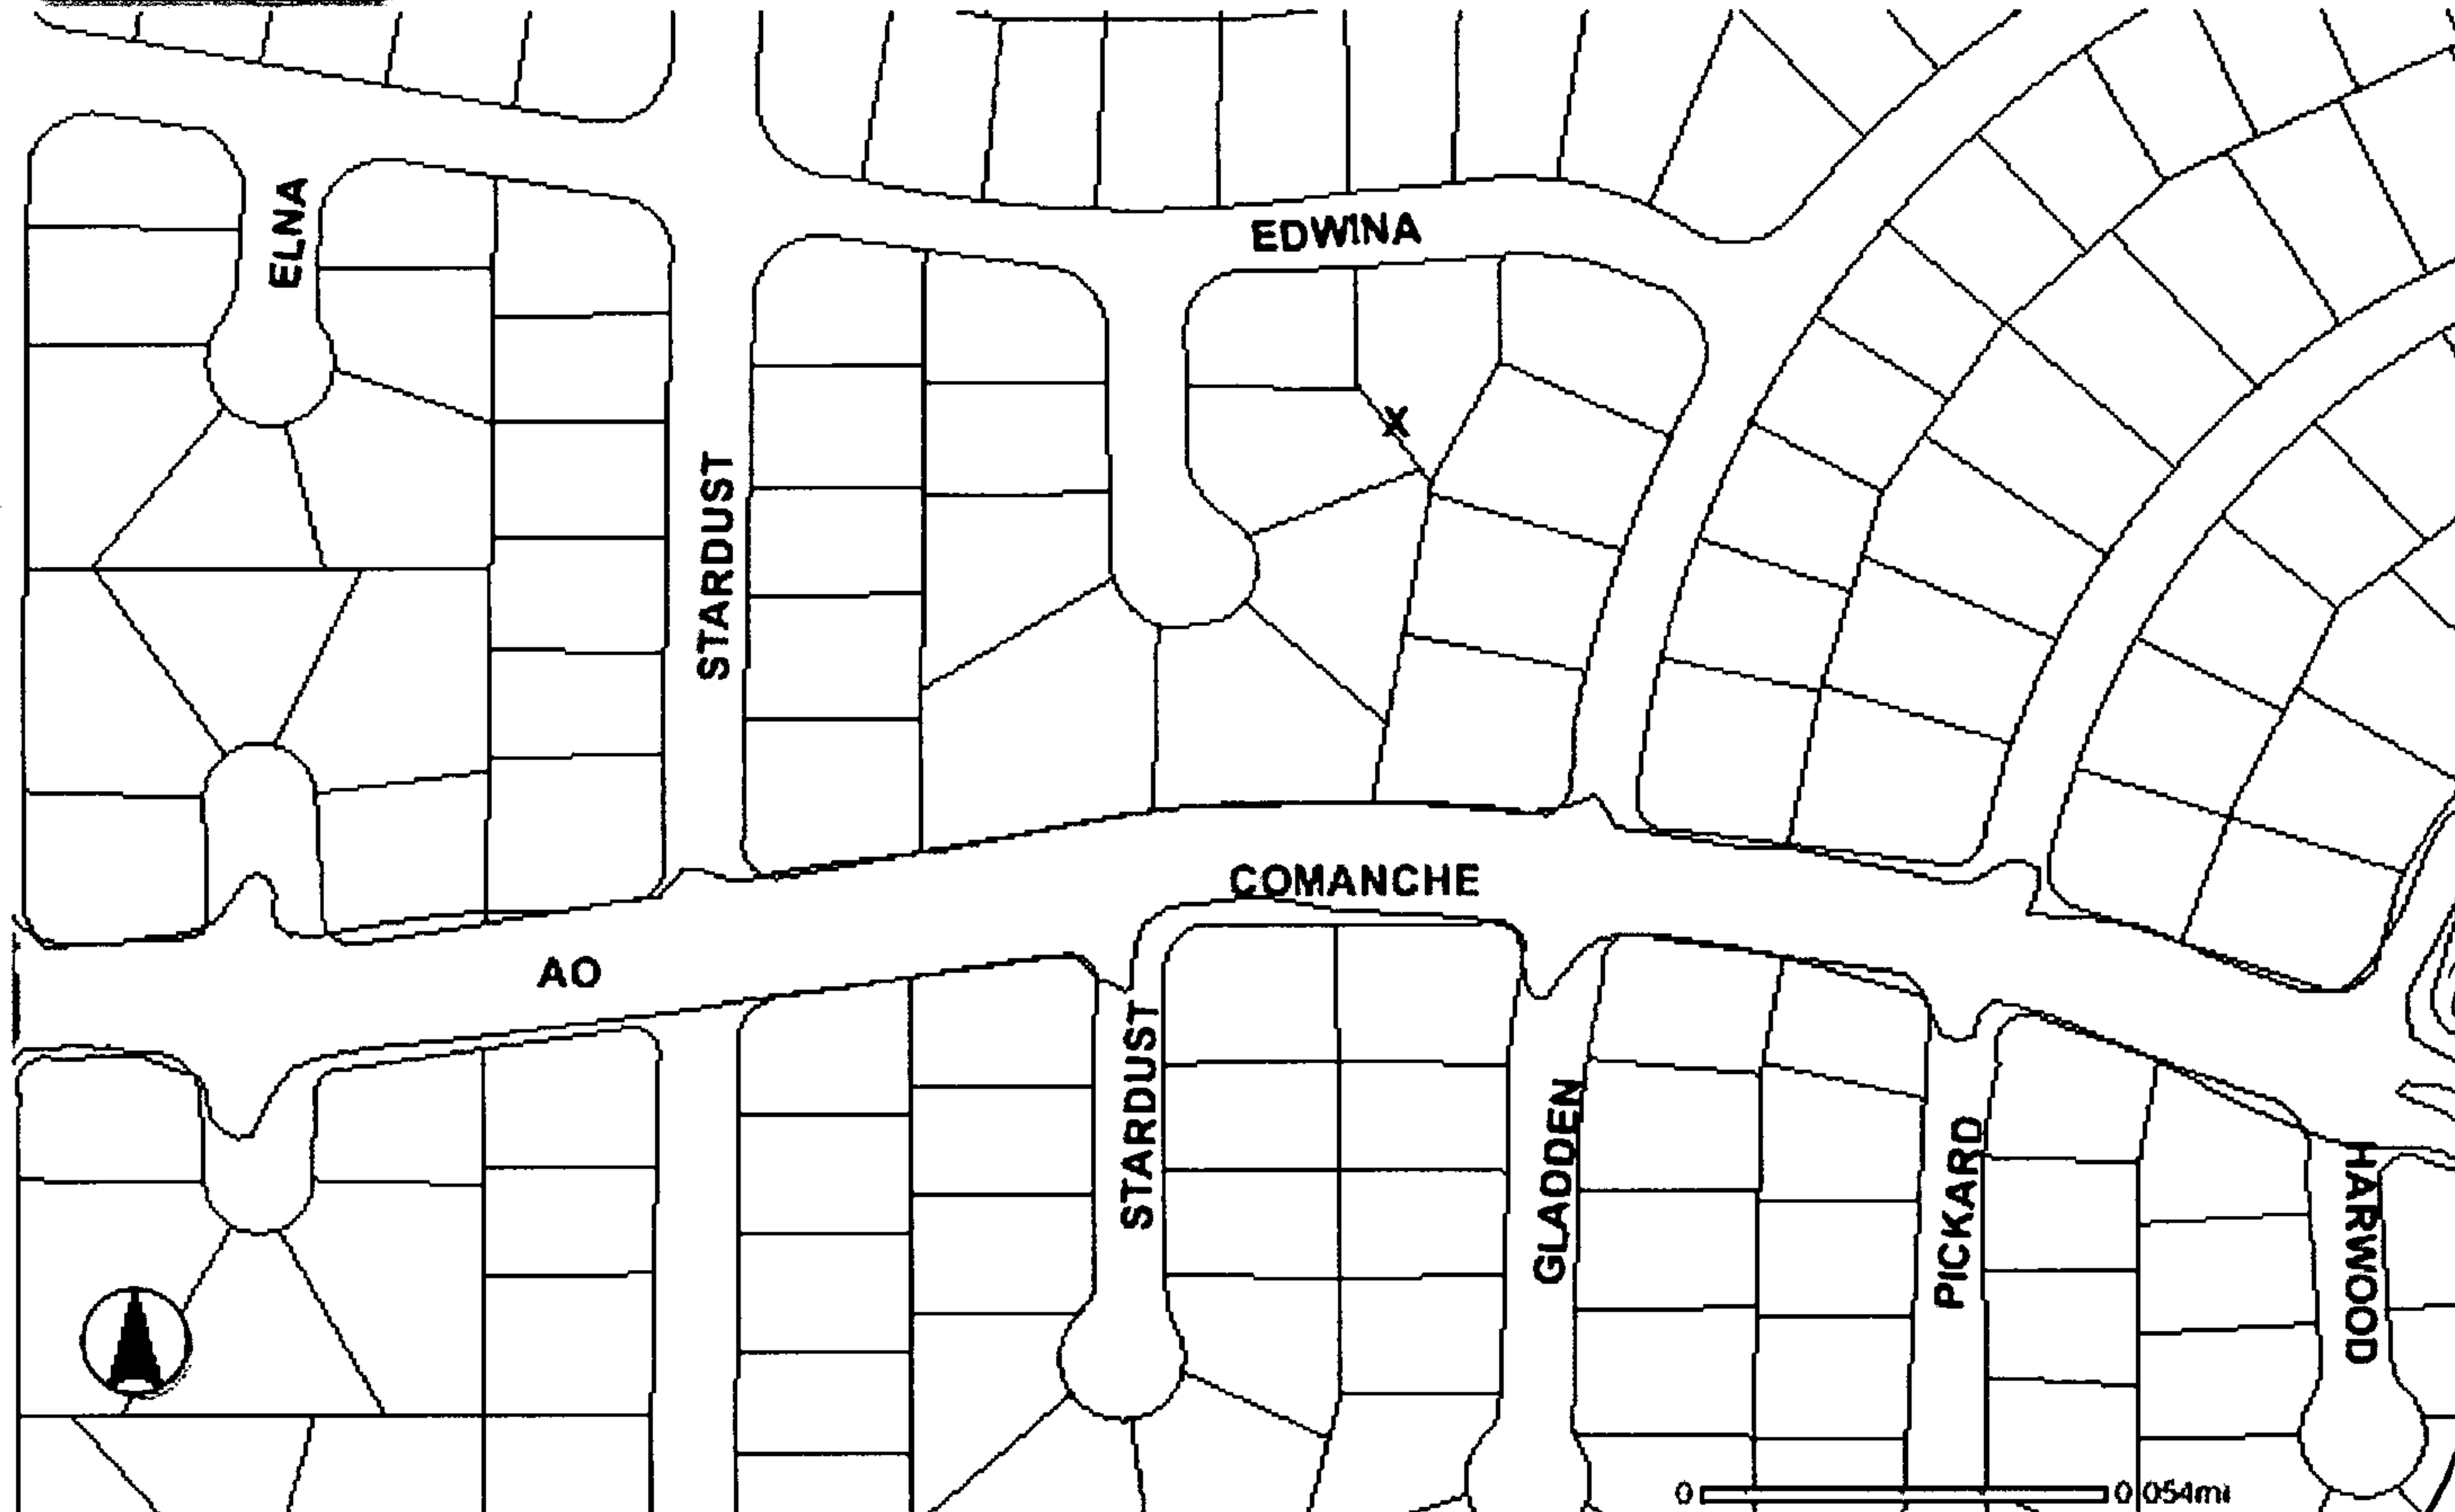 ELNA
EDWINA
X
STARDUST
COMANCHE
AO
STARDUST
GLADDEN
PICKARD
HARWOOD
0 0.054mi